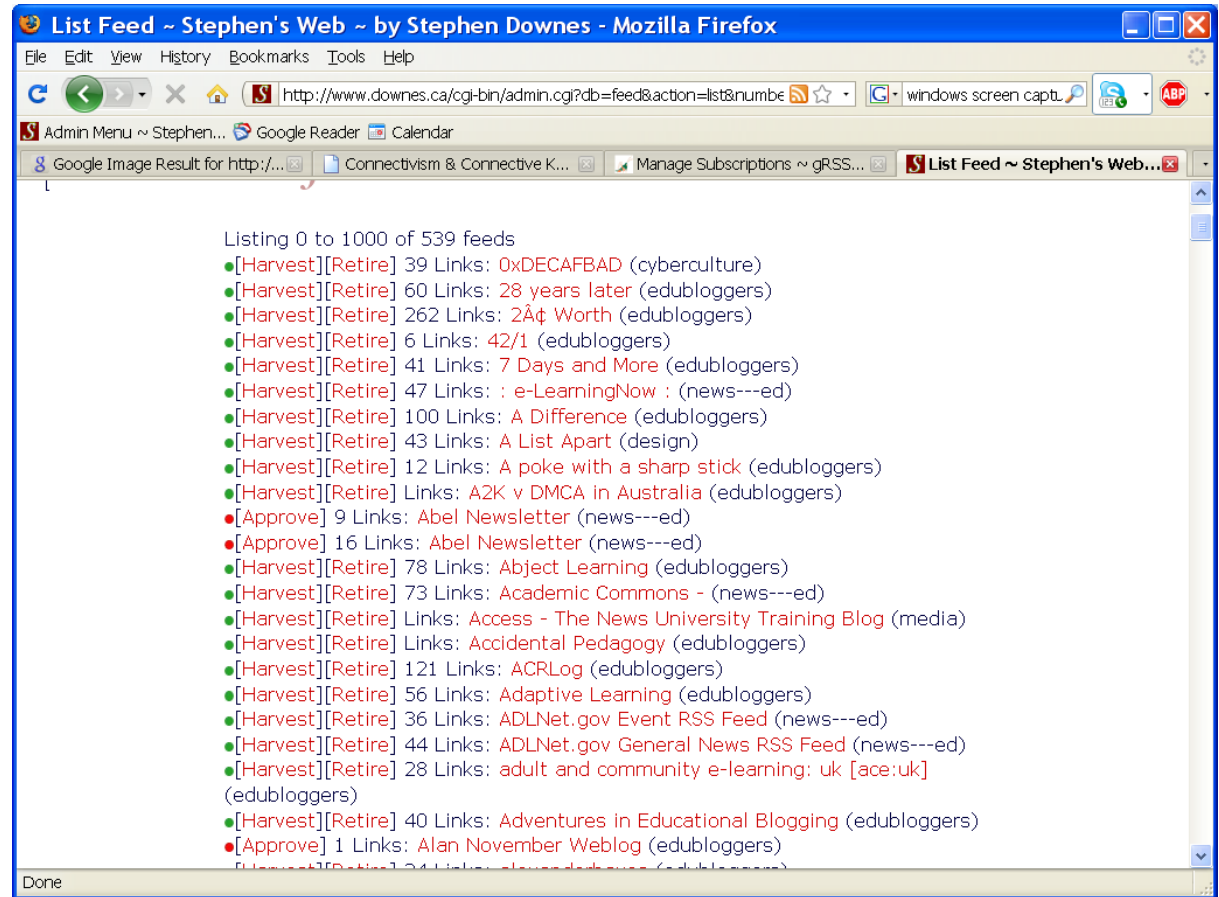 List Feed ~ Stephen's Web ~ by Stephen Downes - Mozilla Firefox
File Edit View History Bookmarks Tools Help
http://www.downes.ca/cgi-bin/admin.cgi?db=feed&action=list&numbe G windows screen captu ABP
Admin Menu ~ Stephen... Google Reader Calendar
Google Image Result for http:/... Connectivism & Connective K... Manage Subscriptions ~ gRSS... List Feed ~ Stephen's Web...
Listing 0 to 1000 of 539 feeds
●[Harvest][Retire] 39 Links: 0xDECAFBAD (cyberculture)
●[Harvest][Retire] 60 Links: 28 years later (edubloggers)
●[Harvest][Retire] 262 Links: 2Â¢ Worth (edubloggers)
●[Harvest][Retire] 6 Links: 42/1 (edubloggers)
●[Harvest][Retire] 41 Links: 7 Days and More (edubloggers)
●[Harvest][Retire] 47 Links: : e-LearningNow : (news---ed)
●[Harvest][Retire] 100 Links: A Difference (edubloggers)
●[Harvest][Retire] 43 Links: A List Apart (design)
●[Harvest][Retire] 12 Links: A poke with a sharp stick (edubloggers)
●[Harvest][Retire] Links: A2K v DMCA in Australia (edubloggers)
●[Approve] 9 Links: Abel Newsletter (news---ed)
●[Approve] 16 Links: Abel Newsletter (news---ed)
●[Harvest][Retire] 78 Links: Abject Learning (edubloggers)
●[Harvest][Retire] 73 Links: Academic Commons - (news---ed)
●[Harvest][Retire] Links: Access - The News University Training Blog (media)
●[Harvest][Retire] Links: Accidental Pedagogy (edubloggers)
●[Harvest][Retire] 121 Links: ACRLog (edubloggers)
●[Harvest][Retire] 56 Links: Adaptive Learning (edubloggers)
●[Harvest][Retire] 36 Links: ADLNet.gov Event RSS Feed (news---ed)
●[Harvest][Retire] 44 Links: ADLNet.gov General News RSS Feed (news---ed)
●[Harvest][Retire] 28 Links: adult and community e-learning: uk [ace:uk]
(edubloggers)
●[Harvest][Retire] 40 Links: Adventures in Educational Blogging (edubloggers)
●[Approve] 1 Links: Alan November Weblog (edubloggers)
Done